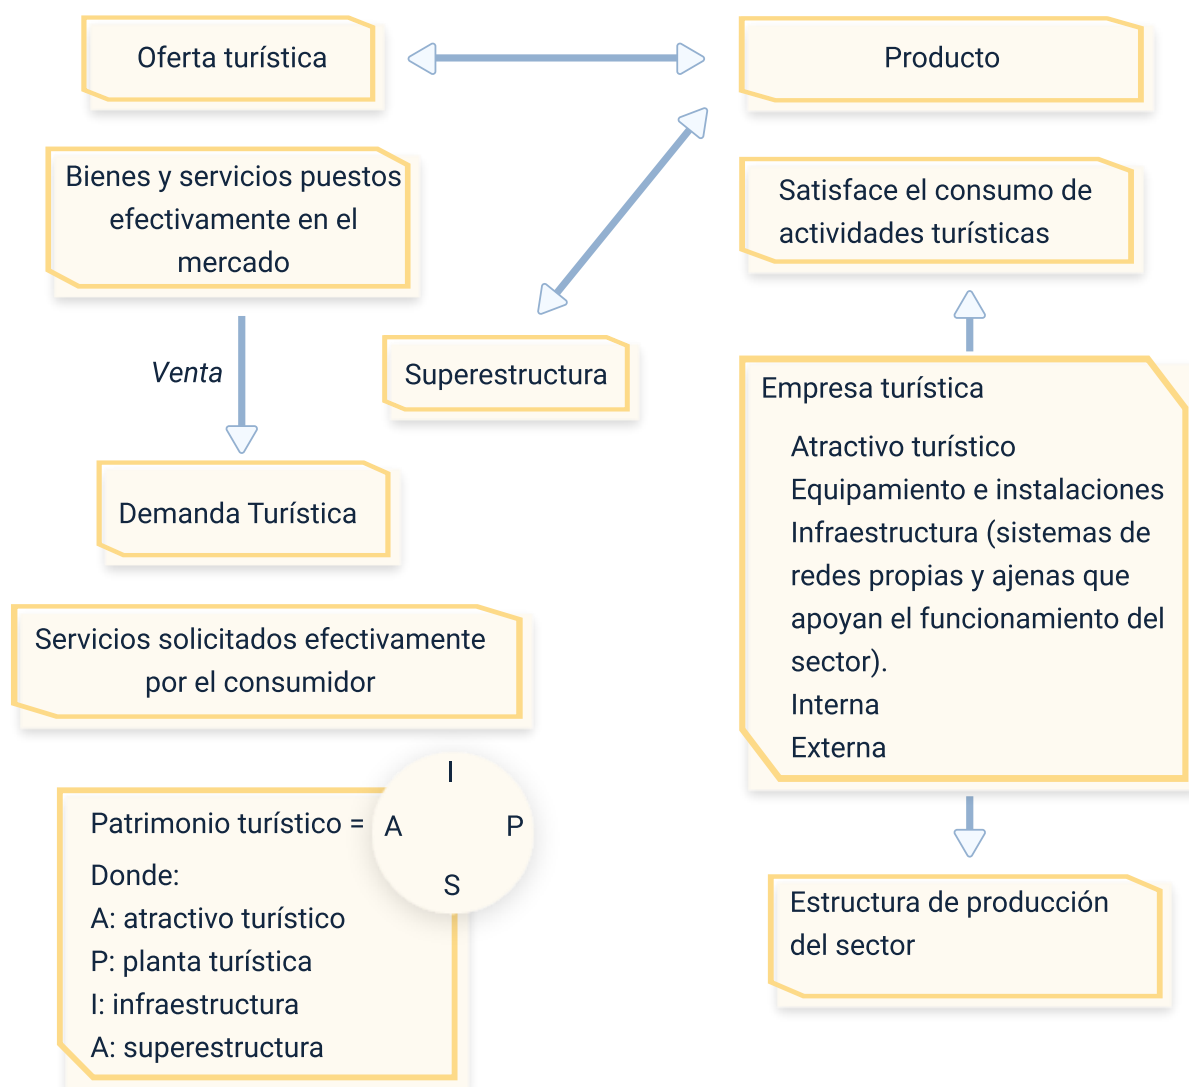 Oferta turística
Producto
Bienes y servicios puestos
efectivamente en el
mercado
Satisface el consumo de
actividades turísticas
Venta
Superestructura
Demanda Turística
Empresa turística
Atractivo turístico
Equipamiento e instalaciones
Infraestructura (sistemas de
redes propias y ajenas que
apoyan el funcionamiento del
sector).
Interna
Externa
Servicios solicitados efectivamente
por el consumidor
Patrimonio turístico =
I
A P
S
Donde:
A: atractivo turístico
P: planta turística
I: infraestructura
A: superestructura
Estructura de producción
del sector